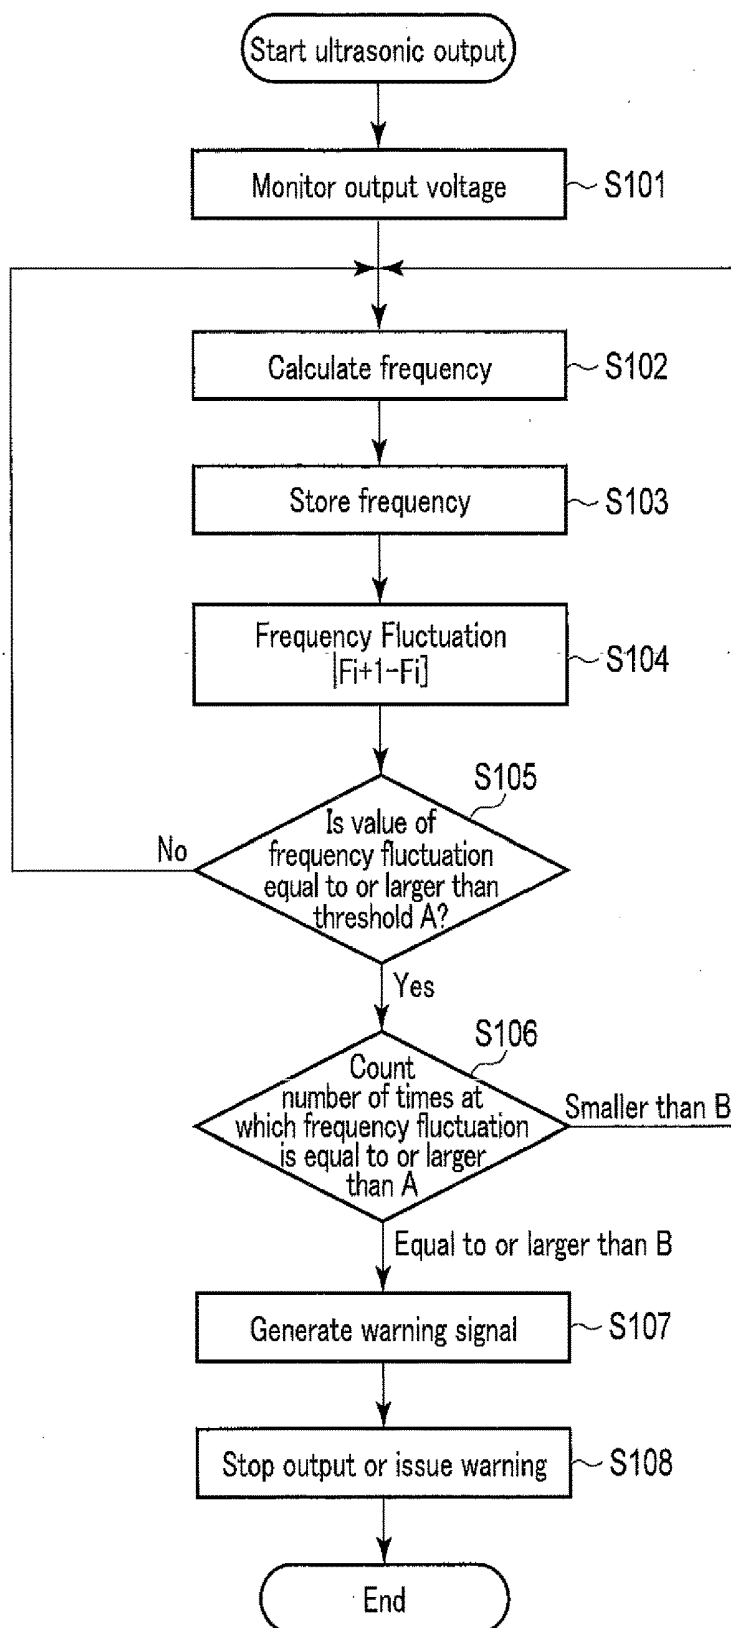 Start ultrasonic output
Monitor output voltage
S101
Calculate frequency
S102
Store frequency
S103
Frequency Fluctuation
|Fi+1-Fi]
S104
S105
Is value of
frequency fluctuation
equal to or larger than
threshold A?
No
Yes
S106
Count
number of times at
which frequency fluctuation
is equal to or larger
than A
Smaller than B
Equal to or larger than B
Generate warning signal
S107
Stop output or issue warning
S108
End